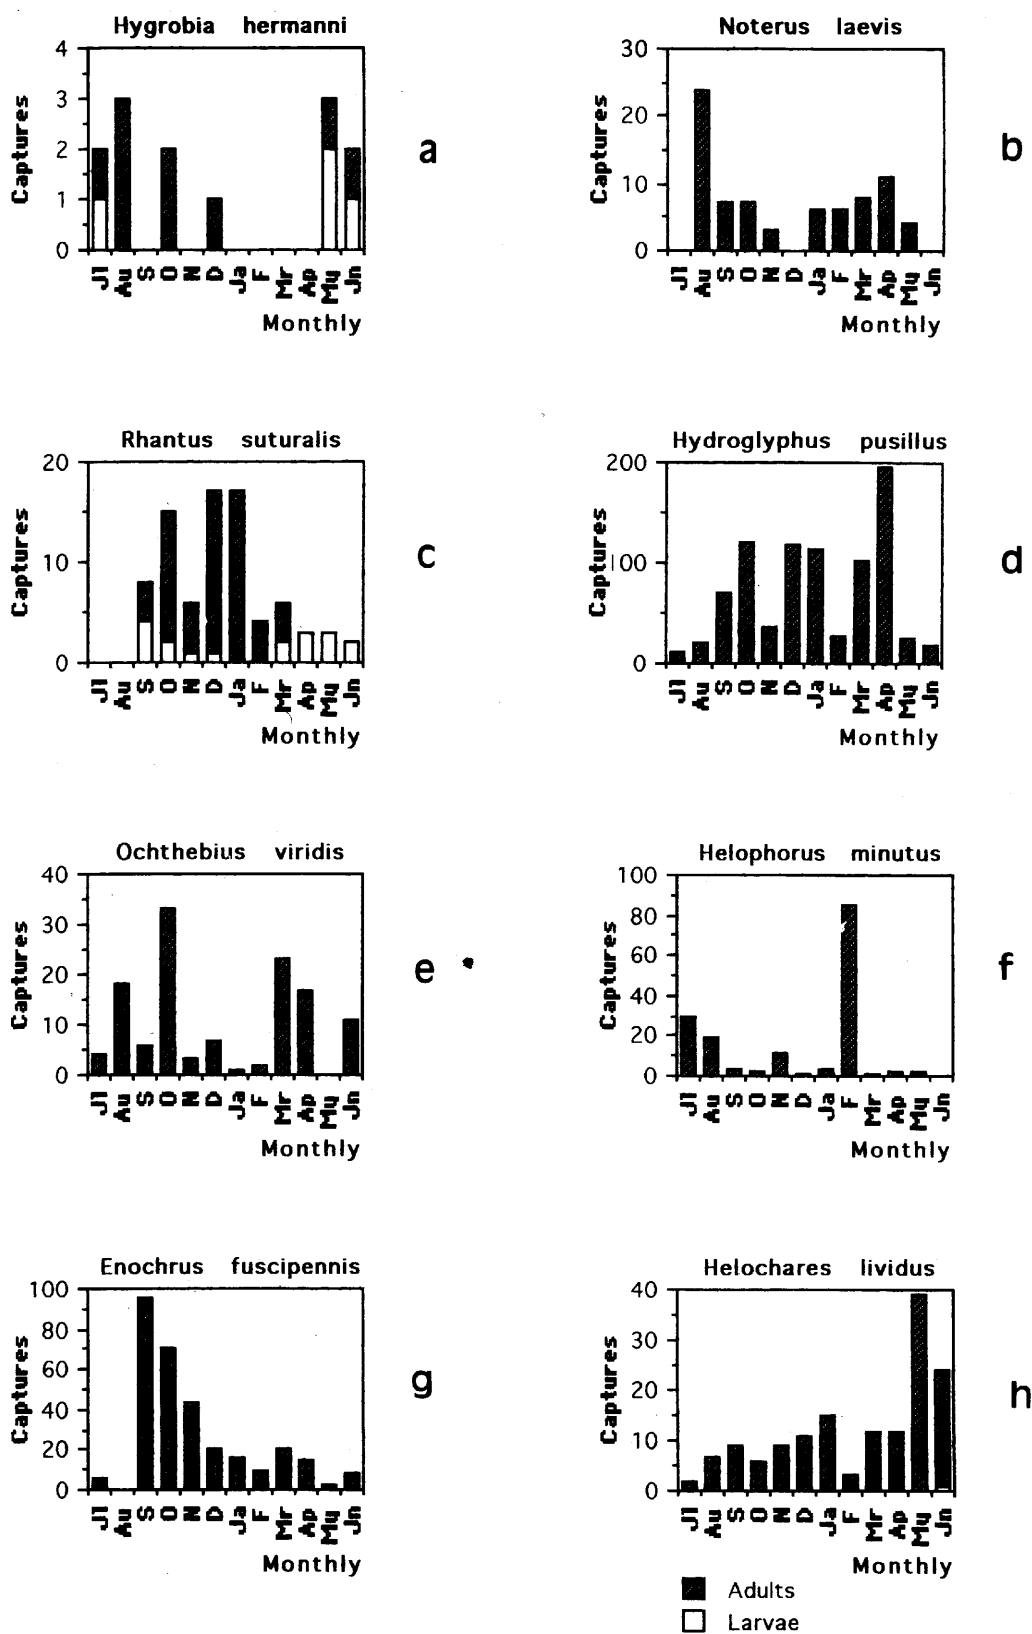 Hygrobia hermanni
4
3
2
1
0
Captures
Jl Au S O N D Ja F Mr Ap My Jn
Monthly
a
Noterus laevis
30
20
10
0
Captures
Jl Au S O N D Ja F Mr Ap My Jn
Monthly
b
Rhantus suturalis
20
10
0
Captures
Jl Au S O N D Ja F Mr Ap My Jn
Monthly
c
Hydroglyphus pusillus
200
100
0
Captures
Jl Au S O N D Ja F Mr Ap My Jn
Monthly
d
Ochthebius viridis
40
30
20
10
0
Captures
Jl Au S O N D Ja F Mr Ap My Jn
Monthly
e
Helophorus minutus
100
80
60
40
20
0
Captures
Jl Au S O N D Ja F Mr Ap My Jn
Monthly
f
Enochrus fuscipennis
100
80
60
40
20
0
Captures
Jl Au S O N D Ja F Mr Ap My Jn
Monthly
g
Helochares lividus
40
30
20
10
0
Captures
Jl Au S O N D Ja F Mr Ap My Jn
Monthly
h
Adults
Larvae